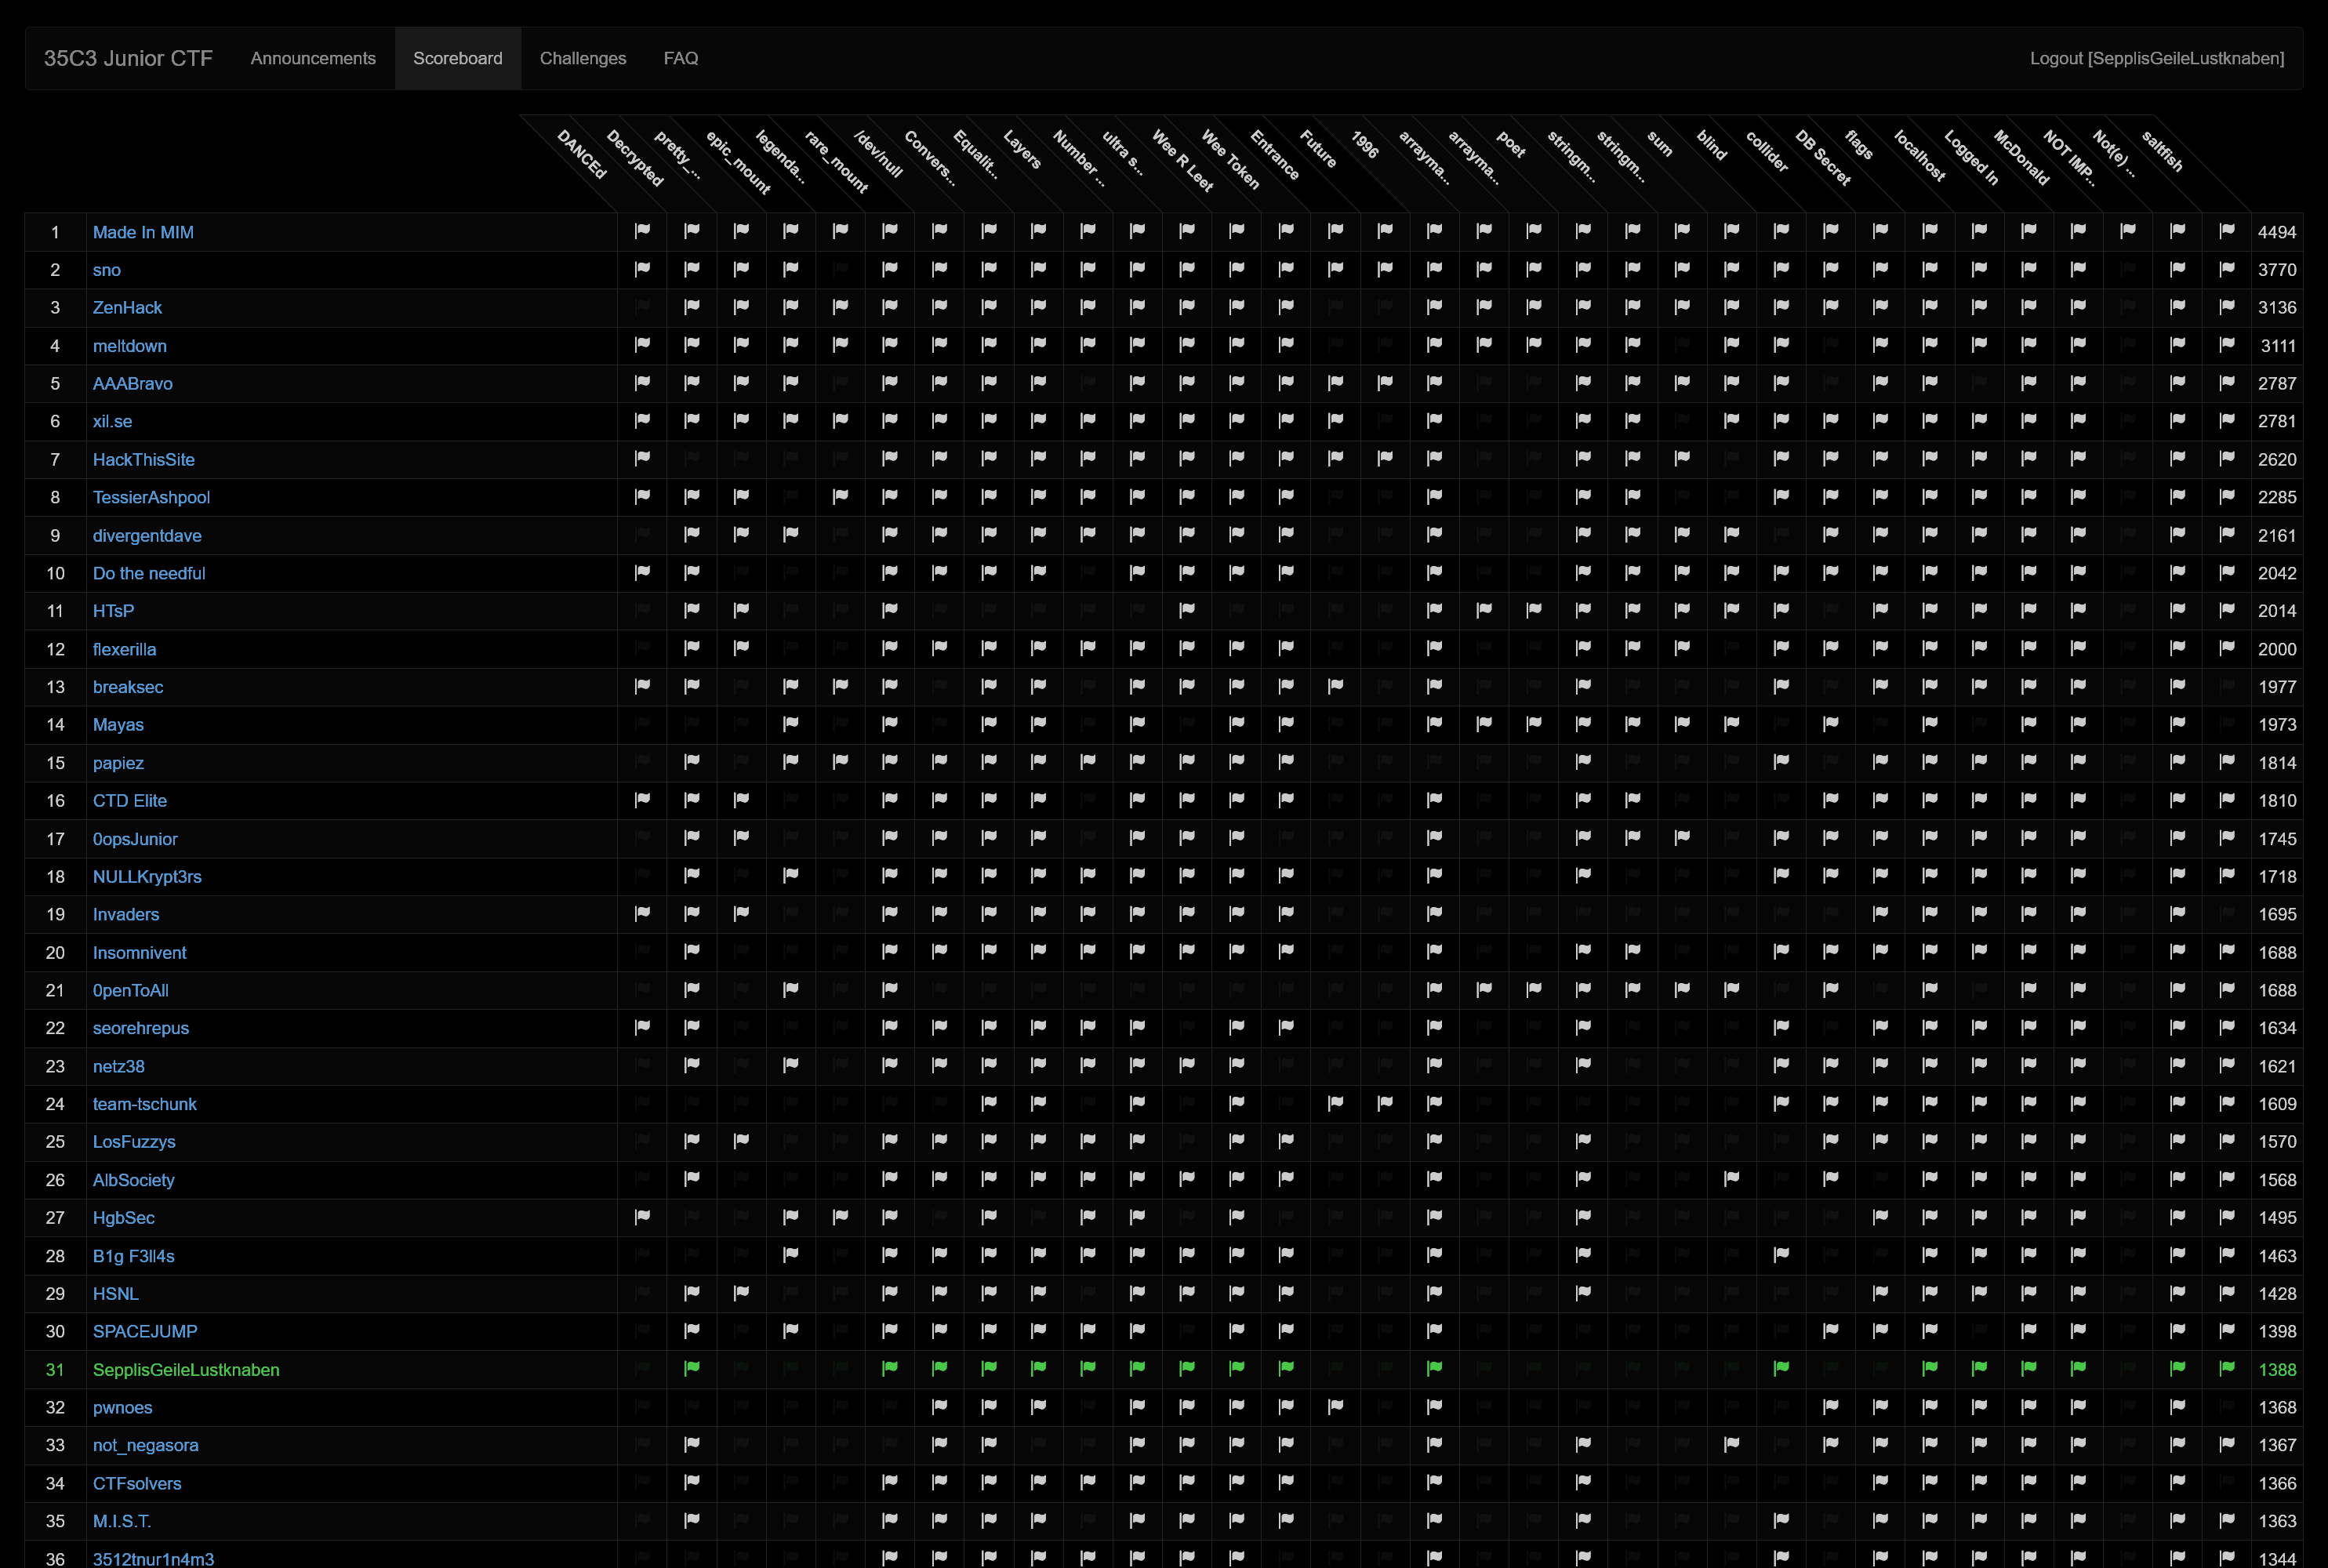 35C3 Junior CTF Announcements Scoreboard Challenges FAQ Logout [SepplisGeileLustknaben]
DANCEd Decrypted pretty_... epic_mount legenda... rare_mount /dev/null Convers... Equalit... Layers Number ... ultra s... Wee R Leet Wee Token Entrance Future 1996 arrayma... arrayma... poet stringm... stringm... sum blind collider DB Secret flags localhost Logged In McDonald NOT IMP... Not(e) ... saltfish
1 Made In MIM 4494
2 sno 3770
3 ZenHack 3136
4 meltdown 3111
5 AAABravo 2787
6 xil.se 2781
7 HackThisSite 2620
8 TessierAshpool 2285
9 divergentdave 2161
10 Do the needful 2042
11 HTsP 2014
12 flexerilla 2000
13 breaksec 1977
14 Mayas 1973
15 papiez 1814
16 CTD Elite 1810
17 0opsJunior 1745
18 NULLKrypt3rs 1718
19 Invaders 1695
20 Insomnivent 1688
21 0penToAll 1688
22 seorehrepus 1634
23 netz38 1621
24 team-tschunk 1609
25 LosFuzzys 1570
26 AlbSociety 1568
27 HgbSec 1495
28 B1g F3ll4s 1463
29 HSNL 1428
30 SPACEJUMP 1398
31 SepplisGeileLustknaben 1388
32 pwnoes 1368
33 not_negasora 1367
34 CTFsolvers 1366
35 M.I.S.T. 1363
36 3512tnur1n4m3 1344